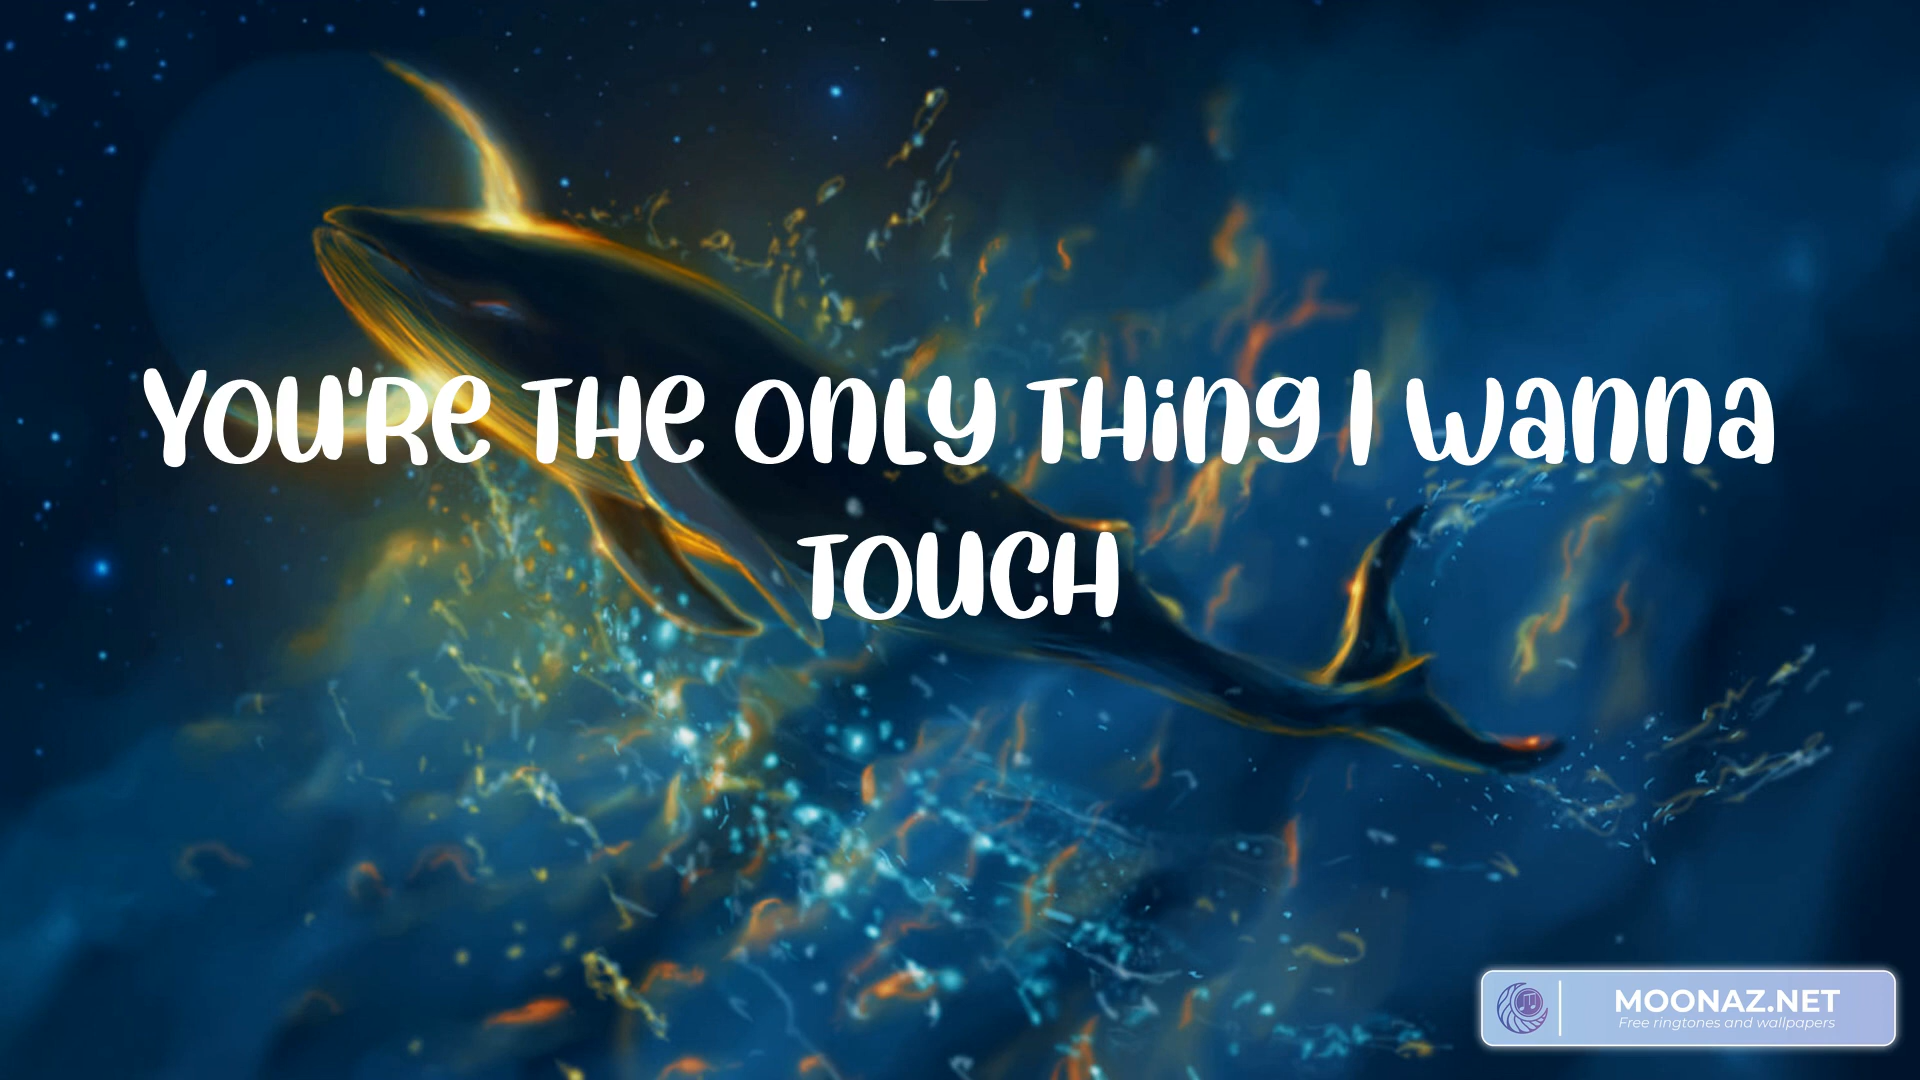 You're the only thing I wanna
touch
MOONAZ.NET
Free ringtones and wallpapers